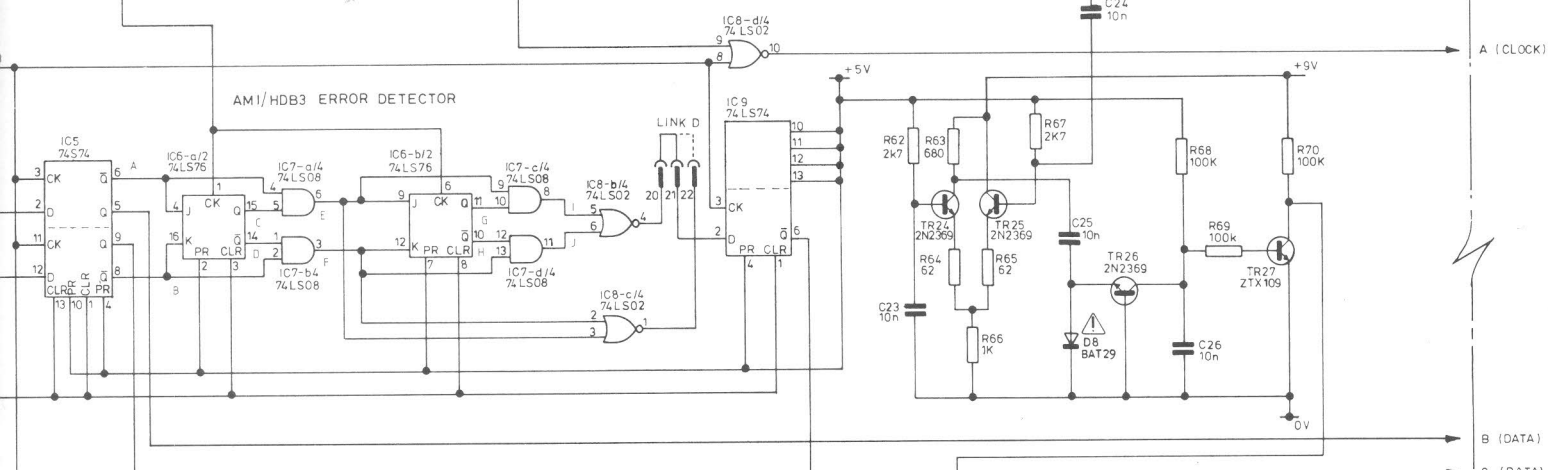 C24
10n
IC8-d/4
74LS02
9
8
10
A (CLOCK)
+5V
+9V
AM1/HDB3 ERROR DETECTOR
IC5
74S74
3
CK
Q
6
A
2
D
Q
5
11
CK
Q
9
12
D
Q
8
B
CLR
PR
CLR
PR
13
10
1
4
IC6-a/2
74LS76
1
CK
4
J
Q
15
C
16
K
Q
14
D
PR
CLR
2
3
IC7-a/4
74LS08
4
5
6
E
1
2
3
F
IC7-b4
74LS08
IC6-b/2
74LS76
6
CK
9
J
Q
11
G
12
K
Q
10
H
PR
CLR
7
8
IC7-c/4
74LS08
9
10
8
I
12
13
11
J
IC7-d/4
74LS08
IC8-b/4
74LS02
5
6
4
IC8-c/4
74LS02
2
3
1
LINK D
20
21
22
IC9
74LS74
10
11
12
13
3
CK
2
D
Q
6
PR
CLR
4
1
R62
2k7
R63
680
R67
2K7
R68
100K
R70
100K
TR24
2N2369
TR25
2N2369
R64
62
R65
62
C25
10n
R69
100k
TR26
2N2369
TR27
ZTX109
C23
10n
R66
1K
D8
BAT29
C26
10n
0V
B (DATA)